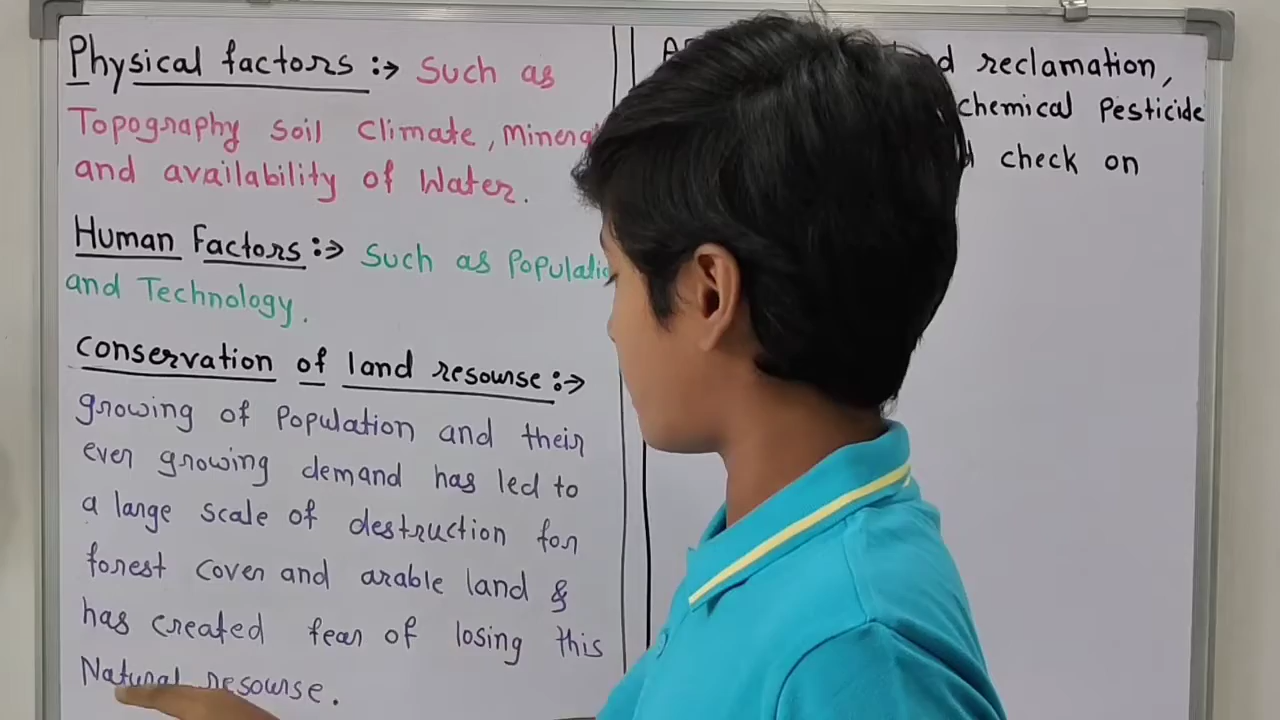 Physical factors :→ Such as
Topography soil climate, Mineral
and availability of Water.
Human Factors :→ Such as Populatio
and Technology.
conservation of land resourse :→
growing of Population and their
ever growing demand has led to
a large scale of destruction for
forest cover and arable land &
has created fear of losing this
Natural resourse.
reclamation,
chemical Pesticide
check on